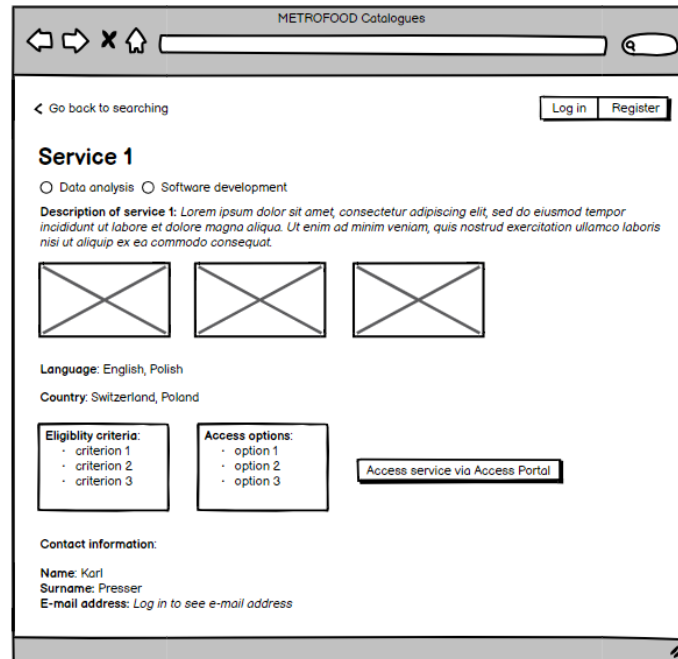 METROFOOD Catalogues
Go back to searching
Log in
Register
Service 1
Data analysis
Software development
Description of service 1: Lorem ipsum dolor sit amet, consectetur adipiscing elit, sed do eiusmod tempor
incididunt ut labore et dolore magna aliqua. Ut enim ad minim veniam, quis nostrud exercitation ullamco laboris
nisi ut aliquip ex ea commodo consequat.
Language: English, Polish
Country: Switzerland, Poland
Eligiblity criteria:
· criterion 1
· criterion 2
· criterion 3
Access options:
· option 1
· option 2
· option 3
Access service via Access Portal
Contact information:
Name: Karl
Surname: Presser
E-mail address: Log in to see e-mail address